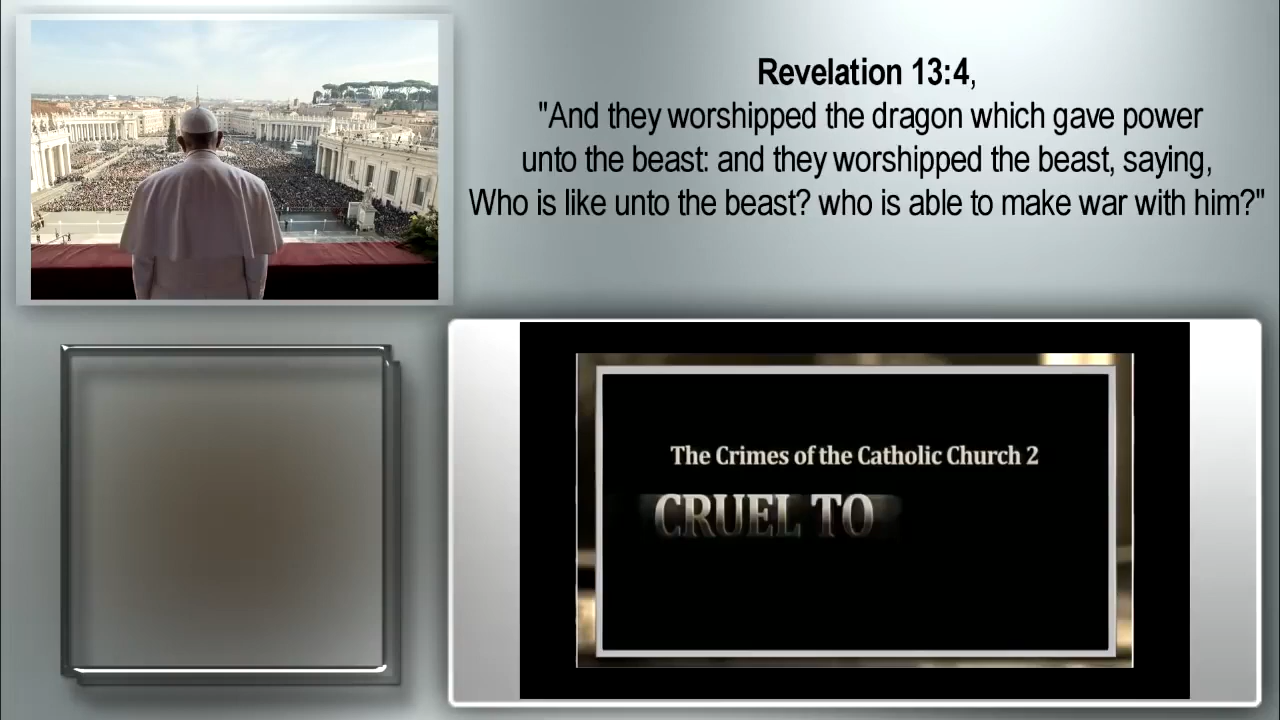 Revelation 13:4,
"And they worshipped the dragon which gave power
unto the beast: and they worshipped the beast, saying,
Who is like unto the beast? who is able to make war with him?"
The Crimes of the Catholic Church 2
CRUEL TO